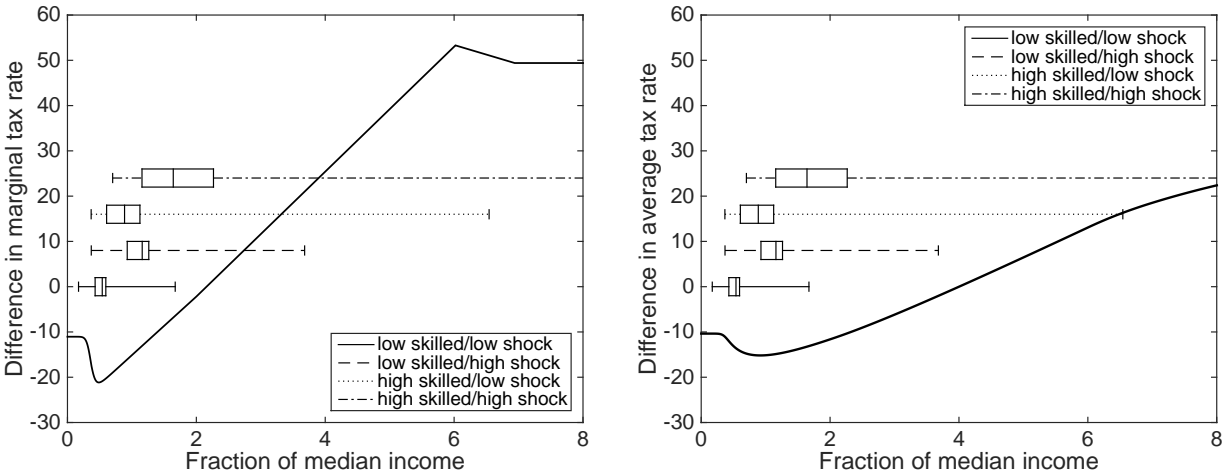 60
50
40
30
20
10
0
-10
-20
-30
Difference in marginal tax rate
low skilled/low shock
low skilled/high shock
high skilled/low shock
high skilled/high shock
0 2 4 6 8
Fraction of median income
60
50
40
30
20
10
0
-10
-20
-30
Difference in average tax rate
low skilled/low shock
low skilled/high shock
high skilled/low shock
high skilled/high shock
0 2 4 6 8
Fraction of median income